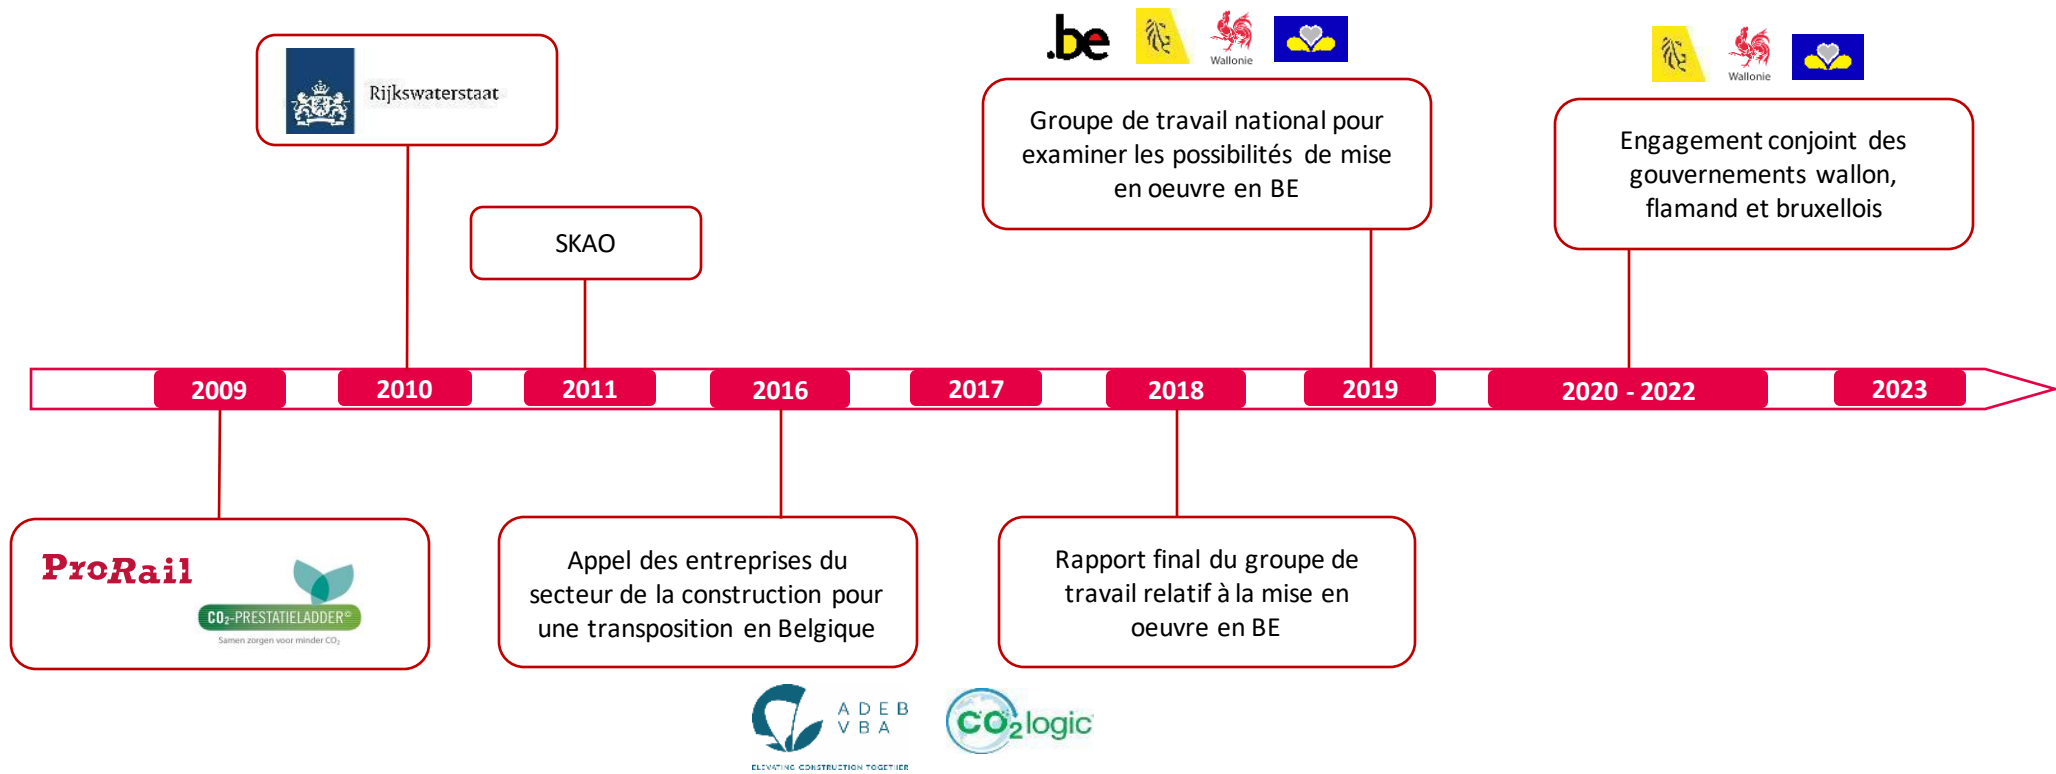 .be
Wallonie
Wallonie
Rijkswaterstaat
Groupe de travail national pour
examiner les possibilités de mise
en oeuvre en BE
Engagement conjoint des
gouvernements wallon,
flamand et bruxellois
SKAO
2009
2010
2011
2016
2017
2018
2019
2020 - 2022
2023
ProRail
CO₂-PRESTATIELADDER©
Samen zorgen voor minder CO₂
Appel des entreprises du
secteur de la construction pour
une transposition en Belgique
Rapport final du groupe de
travail relatif à la mise en
oeuvre en BE
ADEB
VBA
ELEVATING CONSTRUCTION TOGETHER
CO₂logic